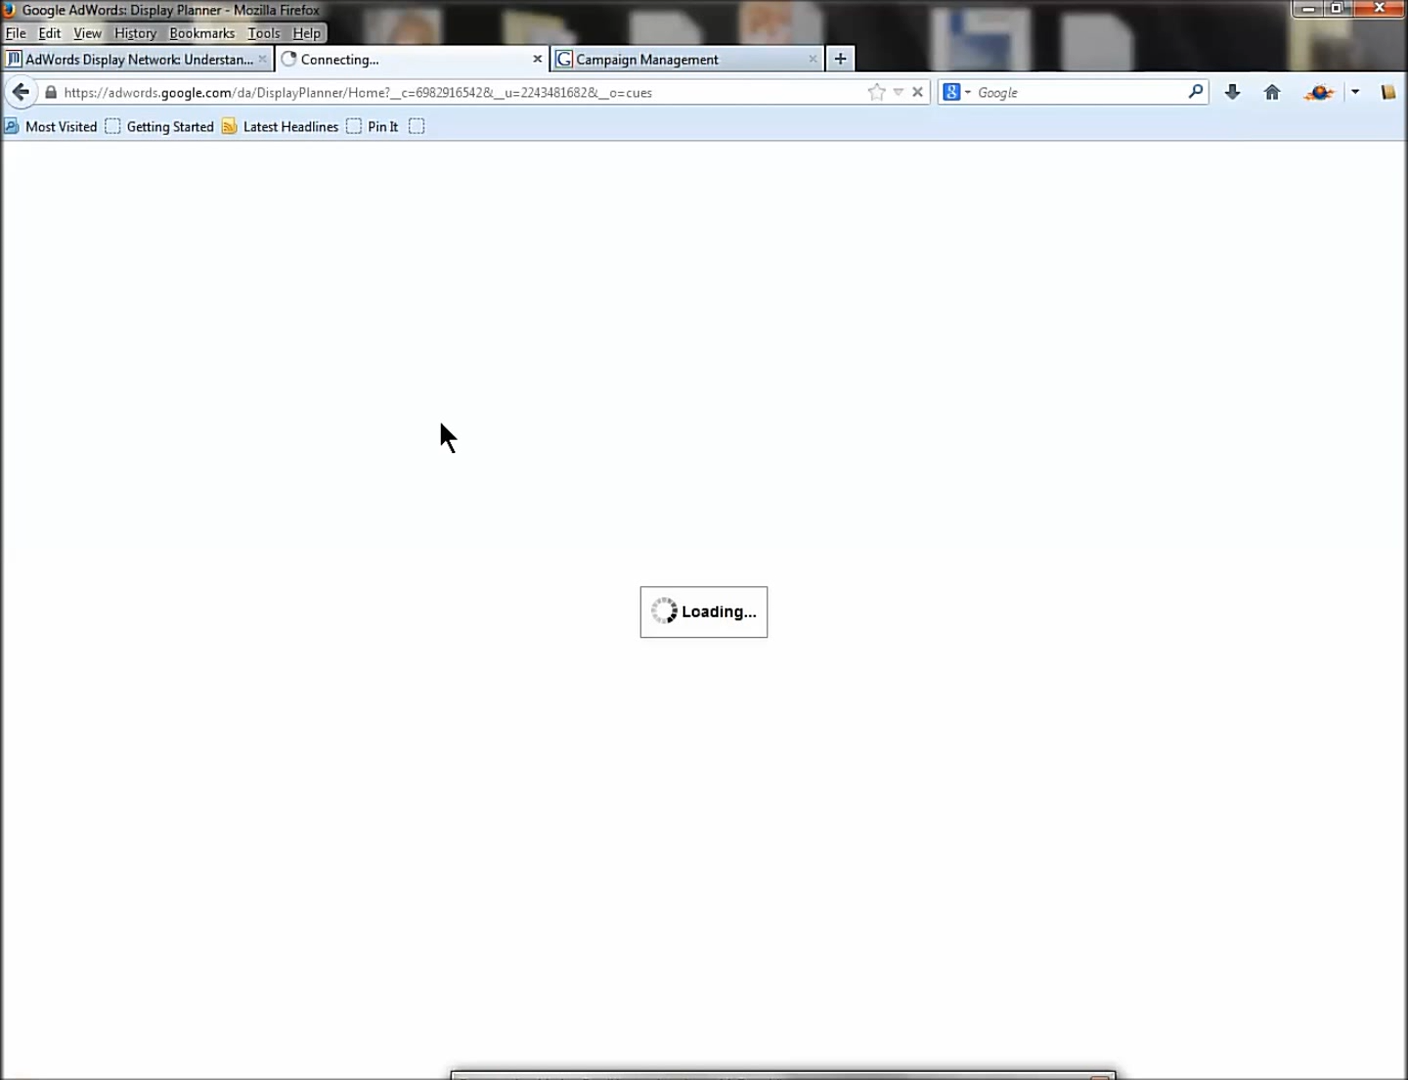 Google AdWords: Display Planner - Mozilla Firefox
File Edit View History Bookmarks Tools Help
AdWords Display Network: Understan... Connecting... Campaign Management
https://adwords.google.com/da/DisplayPlanner/Home?__c=6982916542&__u=2243481682&__o=cues Google
Most Visited Getting Started Latest Headlines Pin It
Loading...